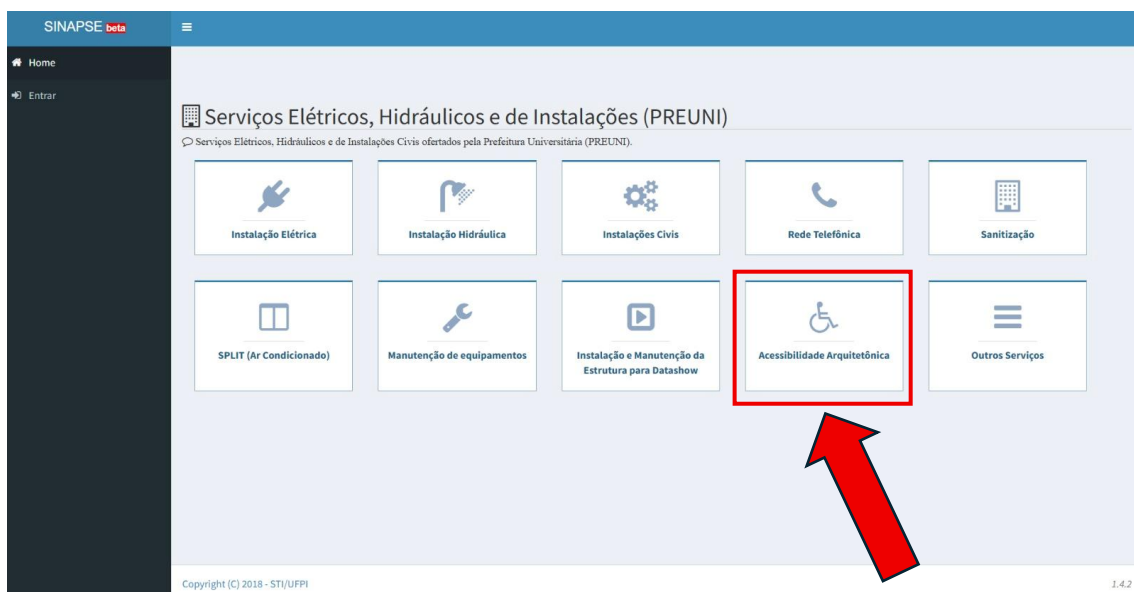 SINAPSE beta
Home
Entrar
Serviços Elétricos, Hidráulicos e de Instalações (PREUNI)
Serviços Elétricos, Hidráulicos e de Instalações Civis ofertados pela Prefeitura Universitária (PREUNI).
Instalação Elétrica
Instalação Hidráulica
Instalações Civis
Rede Telefônica
Sanitização
SPLIT (Ar Condicionado)
Manutenção de equipamentos
Instalação e Manutenção da
Estrutura para Datashow
Acessibilidade Arquitetônica
Outros Serviços
Copyright (C) 2018 - STI/UFPI
1.4.2